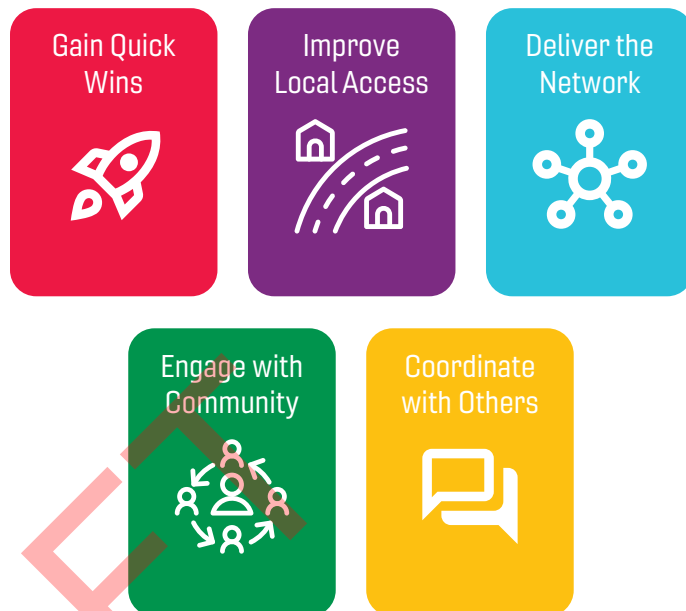 Gain Quick
Wins
Improve
Local Access
Deliver the
Network
Engage with
Community
Coordinate
with Others